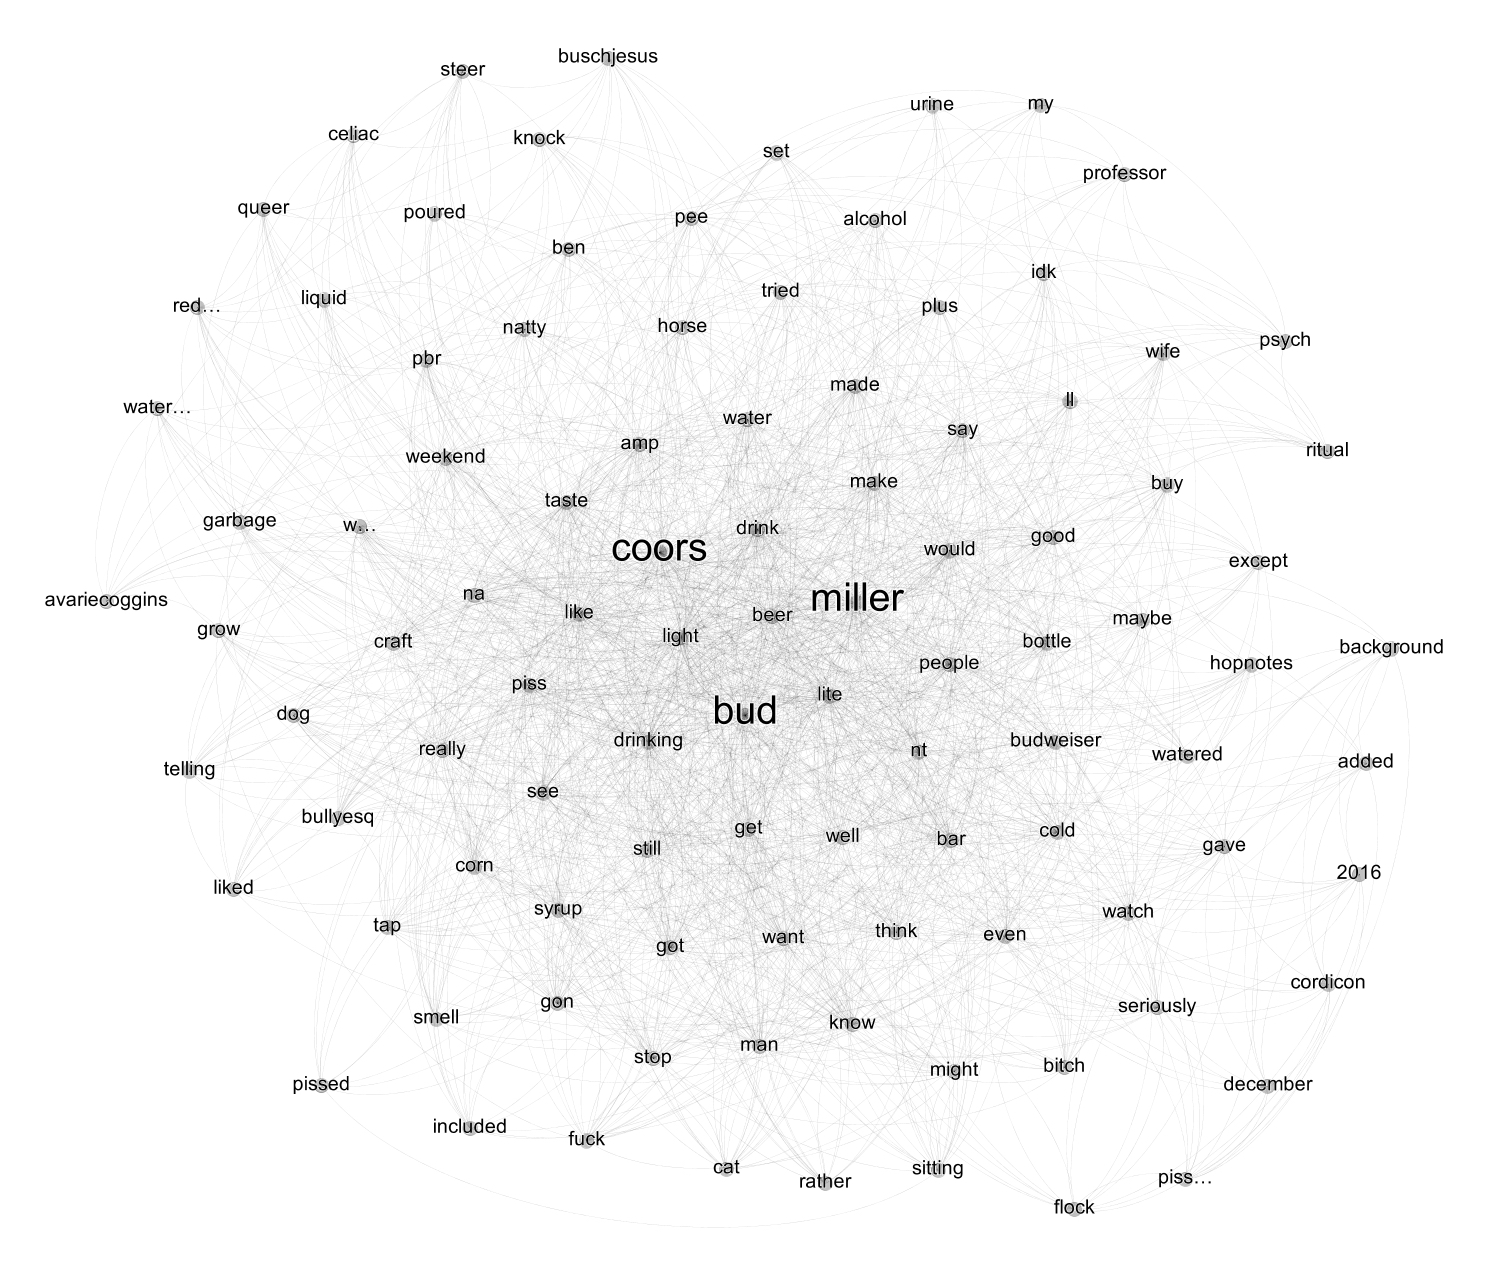 buschjesus
steer
urine
my
celiac
knock
set
professor
queer
poured
pee
alcohol
ben
idk
tried
liquid
red…
plus
natty
horse
psych
wife
pbr
made
ll
water…
water
say
amp
ritual
weekend
make
buy
taste
garbage
w…
drink
good
coors
would
except
na
miller
avariecoggins
like
beer
maybe
grow
light
craft
bottle
background
people
hopnotes
piss
lite
bud
dog
drinking
budweiser
really
nt
watered
added
telling
see
bullyesq
get
cold
well
bar
gave
still
corn
2016
liked
syrup
watch
tap
think
even
want
got
cordicon
gon
seriously
smell
know
man
stop
bitch
might
pissed
december
included
fuck
cat
sitting
piss…
rather
flock